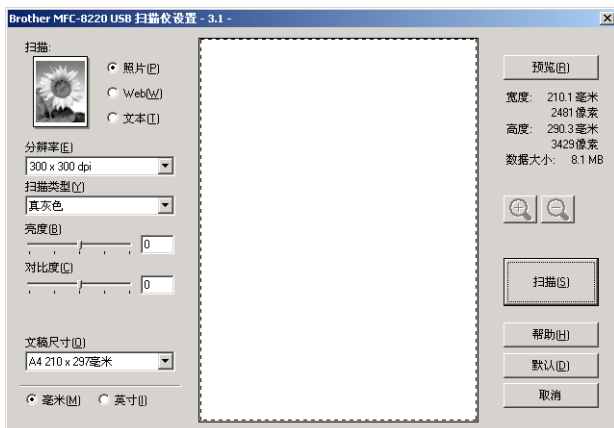 Brother MFC-8220 USB 扫描仪设置 - 3.1 -
扫描:
照片(P)
Web(W)
文本(T)
分辨率(E)
300 x 300 dpi
扫描类型(Y)
真灰色
亮度(B)
0
对比度(C)
0
文稿尺寸(O)
A4 210 x 297毫米
毫米(M) 英寸(I)
预览(R)
宽度: 210.1 毫米
2481 像素
高度: 290.3 毫米
3429 像素
数据大小: 8.1 MB
扫描(S)
帮助(H)
默认(D)
取消